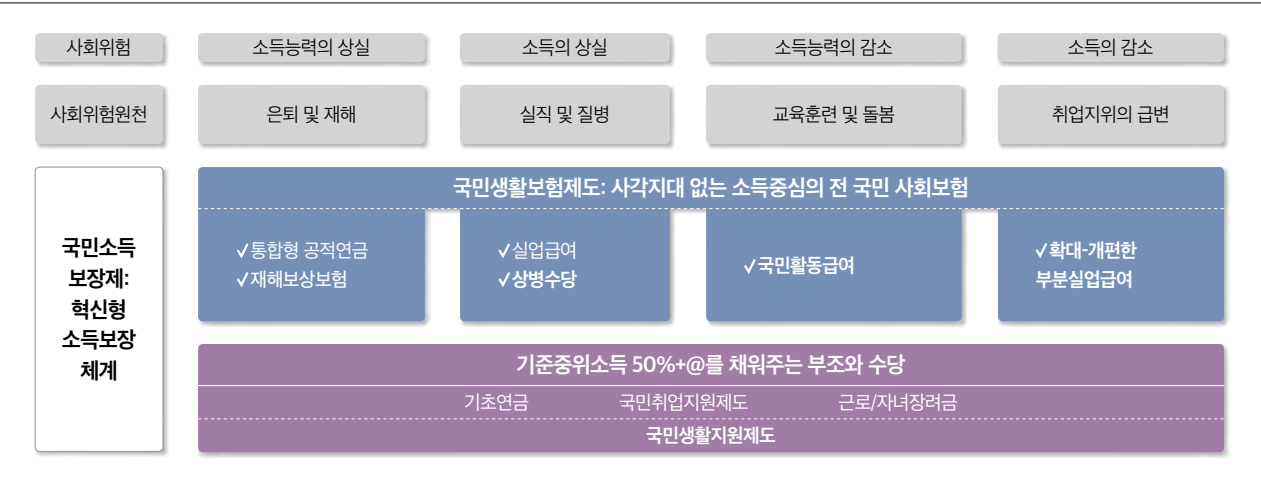 사회위험 소득능력의 상실 소득의 상실 소득능력의 감소 소득의 감소
사회위험원천 은퇴 및 재해 실직 및 질병 교육훈련 및 돌봄 취업지위의 급변
국민소득
보장제:
혁신형
소득보장
체계
국민생활보험제도: 사각지대 없는 소득중심의 전 국민 사회보험
✓통합형 공적연금
✓재해보상보험
✓실업급여
✓상병수당
✓국민활동급여
✓확대-개편한
부분실업급여
기준중위소득 50%+@를 채워주는 부조와 수당
기초연금 국민취업지원제도 근로/자녀장려금
국민생활지원제도